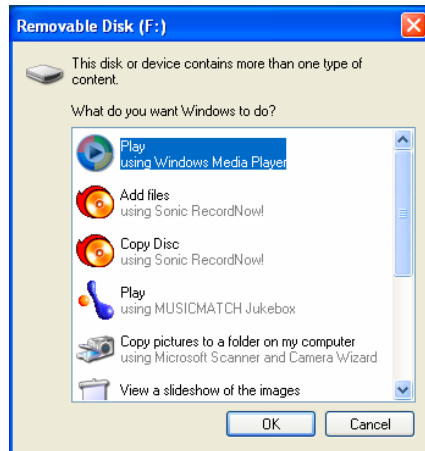 Removable Disk (F:)
This disk or device contains more than one type of
content.
What do you want Windows to do?
Play
using Windows Media Player
Add files
using Sonic RecordNow!
Copy Disc
using Sonic RecordNow!
Play
using MUSICMATCH Jukebox
Copy pictures to a folder on my computer
using Microsoft Scanner and Camera Wizard
View a slideshow of the images
OK
Cancel